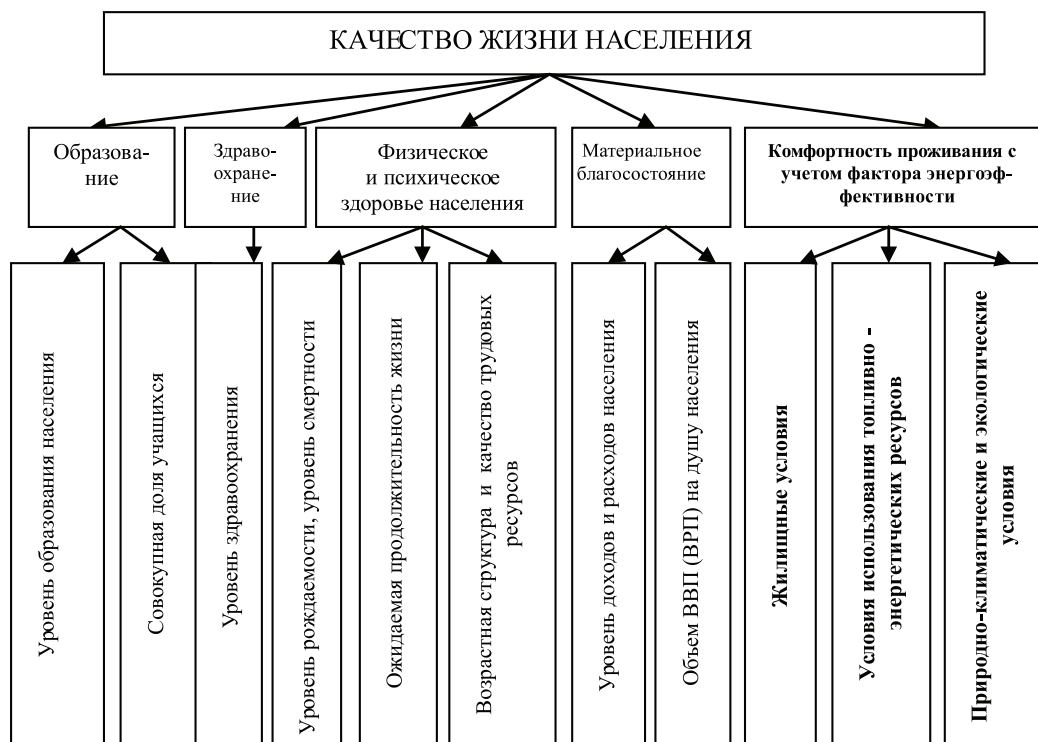 КАЧЕСТВО ЖИЗНИ НАСЕЛЕНИЯ
Образова-
ние
Здраво-
охране-
ние
Физическое
и психическое
здоровье населения
Материальное
благосостояние
Комфортность проживания с
учетом фактора энергоэф-
фективности
Уровень образования населения
Совокупная доля учащихся
Уровень здравоохранения
Уровень рождаемости, уровень смертности
Ожидаемая продолжительность жизни
Возрастная структура и качество трудовых
ресурсов
Уровень доходов и расходов населения
Объем ВВП (ВРП) на душу населения
Жилищные условия
Условия использования топливно -
энергетических ресурсов
Природно-климатические и экологические
условия